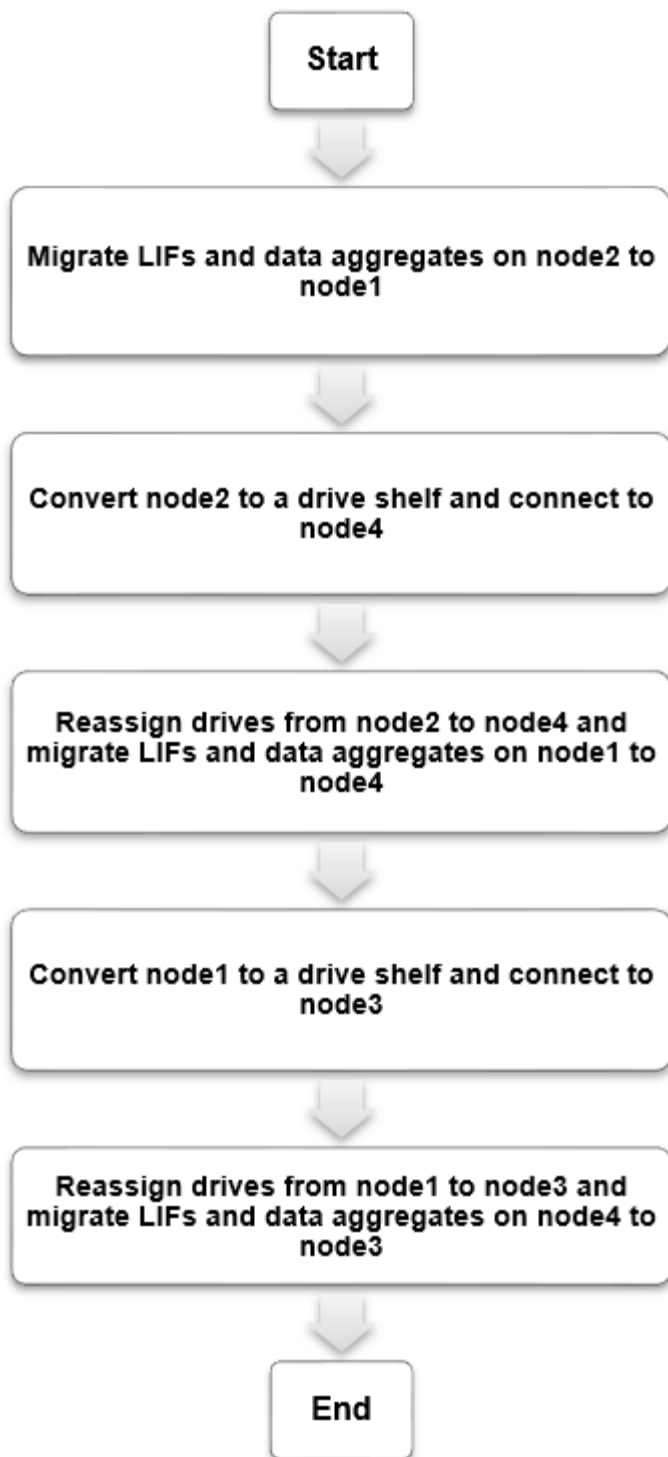 Start
Migrate LIFs and data aggregates on node2 to
node1
Convert node2 to a drive shelf and connect to
node4
Reassign drives from node2 to node4 and
migrate LIFs and data aggregates on node1 to
node4
Convert node1 to a drive shelf and connect to
node3
Reassign drives from node1 to node3 and
migrate LIFs and data aggregates on node4 to
node3
End